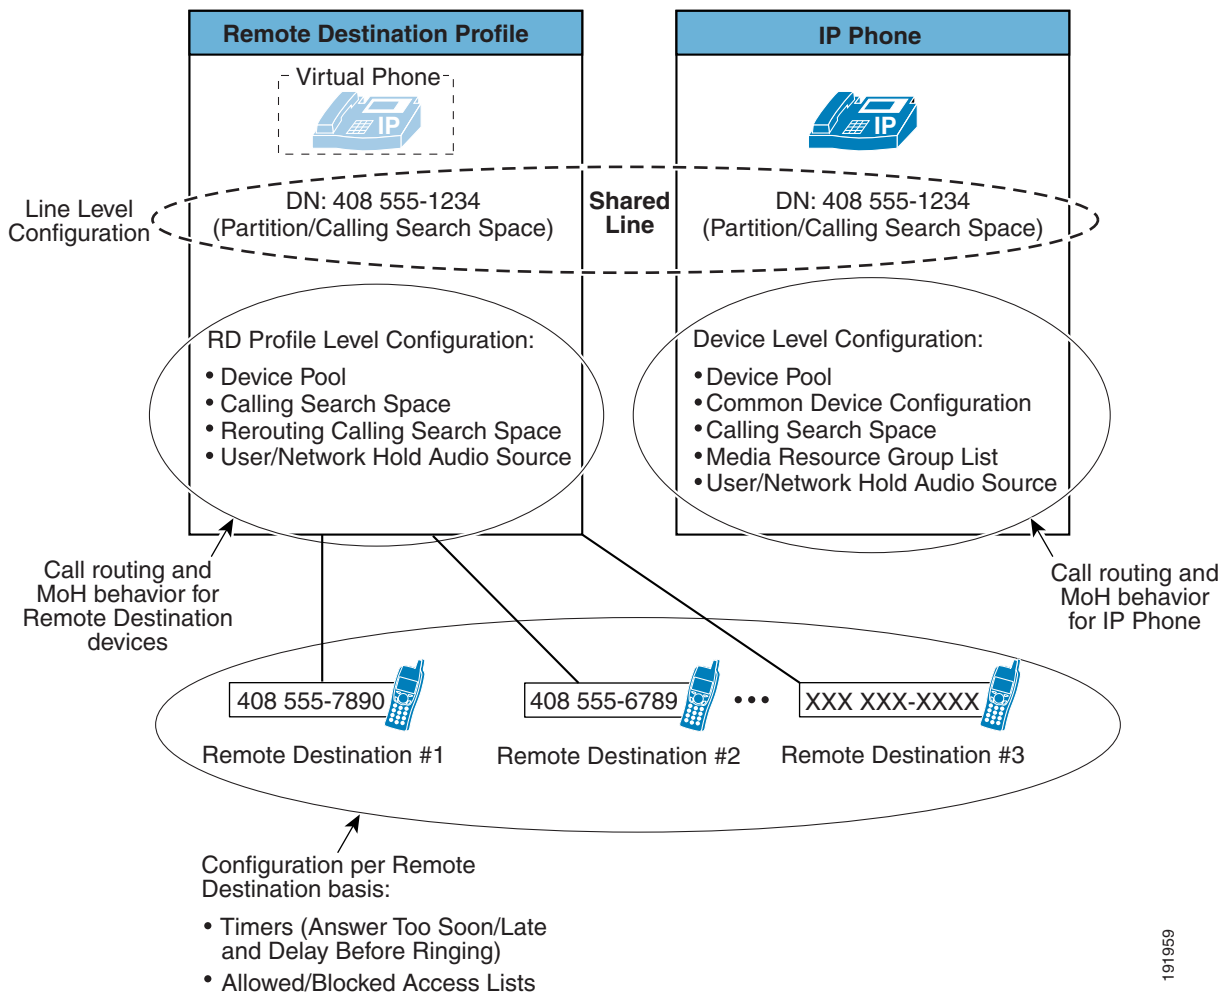 Remote Destination Profile
IP Phone
Virtual Phone
IP
IP
Line Level
Configuration
DN: 408 555-1234
(Partition/Calling Search Space)
Shared
Line
DN: 408 555-1234
(Partition/Calling Search Space)
RD Profile Level Configuration:
• Device Pool
• Calling Search Space
• Rerouting Calling Search Space
• User/Network Hold Audio Source
Device Level Configuration:
• Device Pool
• Common Device Configuration
• Calling Search Space
• Media Resource Group List
• User/Network Hold Audio Source
Call routing and
MoH behavior for
Remote Destination
devices
Call routing and
MoH behavior
for IP Phone
408 555-7890
408 555-6789
•••
XXX XXX-XXXX
Remote Destination #1
Remote Destination #2
Remote Destination #3
Configuration per Remote
Destination basis:
• Timers (Answer Too Soon/Late
and Delay Before Ringing)
• Allowed/Blocked Access Lists
191959